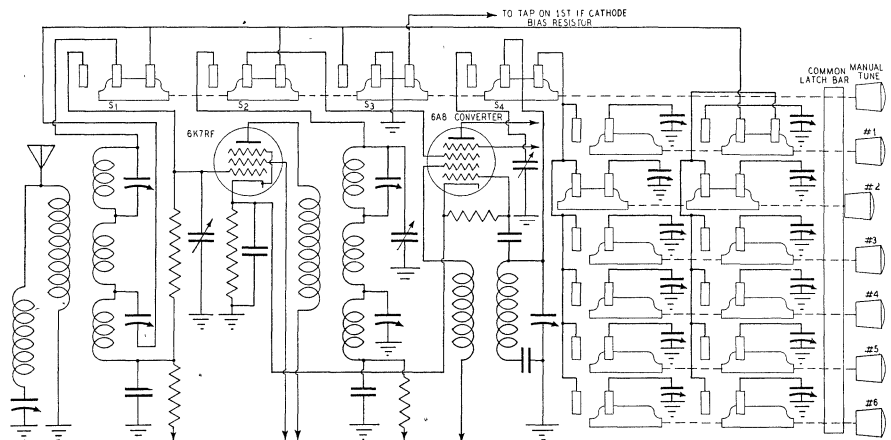 TO TAP ON 1ST IF CATHODE
BIAS RESISTOR
COMMON
LATCH BAR
MANUAL
TUNE
S1
S2
S3
S4
6K7RF
6A8 CONVERTER
#1
#2
#3
#4
#5
#6